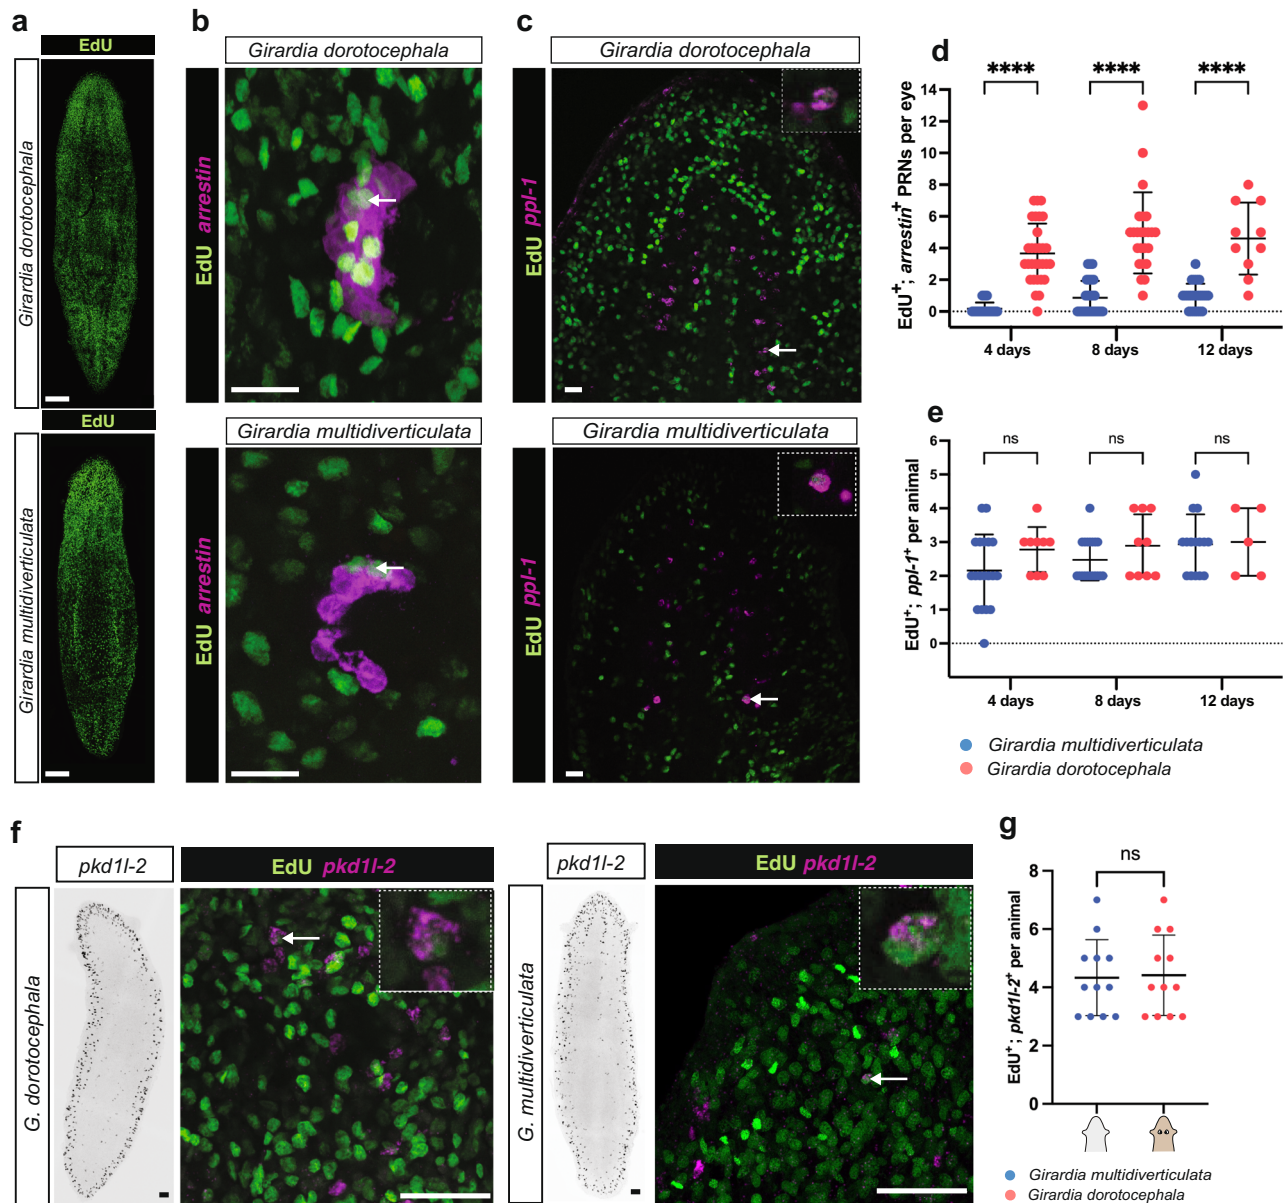 a
EdU
Girardia dorotocephala
EdU
Girardia multidiverticulata
b
Girardia dorotocephala
EdU arrestin
Girardia multidiverticulata
EdU arrestin
c
Girardia dorotocephala
EdU ppl-1
Girardia multidiverticulata
EdU ppl-1
d
EdU+; arrestin+ PRNs per eye
**** **** ****
14
12
10
8
6
4
2
0
4 days 8 days 12 days
e
EdU+; ppl-1+ per animal
ns ns ns
6
5
4
3
2
1
0
4 days 8 days 12 days
Girardia multidiverticulata
Girardia dorotocephala
f
pkd1l-2
EdU pkd1l-2
G. dorotocephala
pkd1l-2
EdU pkd1l-2
G. multiverticulata
g
ns
EdU+; pkd1l-2+ per animal
8
6
4
2
0
Girardia multidiverticulata
Girardia dorotocephala